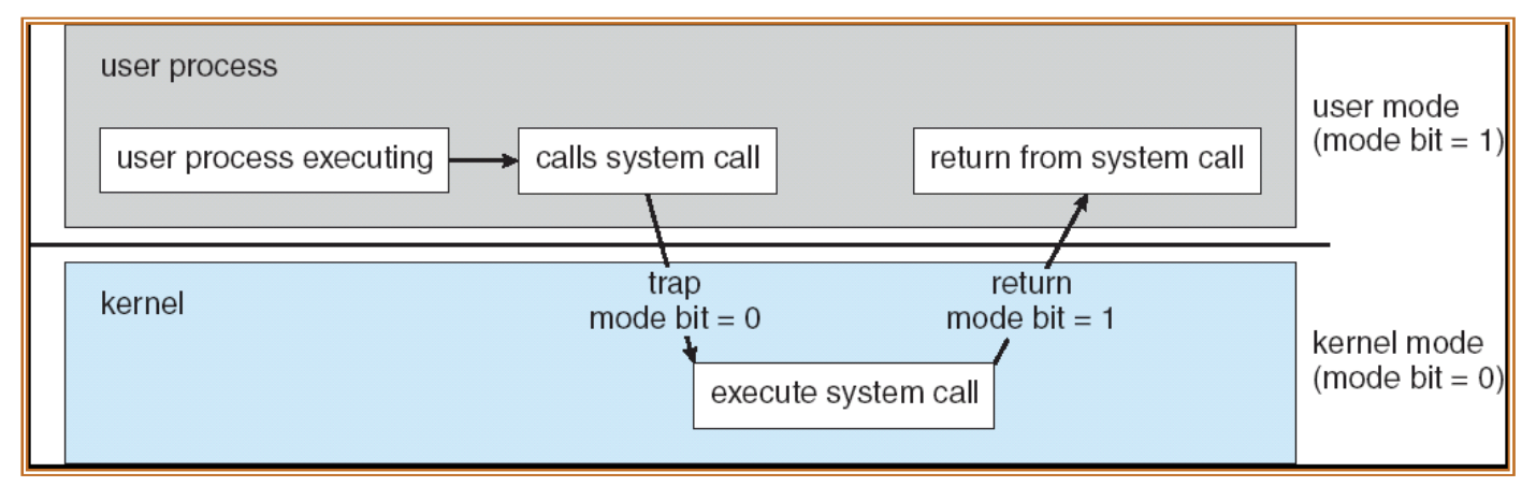 user process
user process executing
calls system call
return from system call
user mode
(mode bit = 1)
kernel
trap
mode bit = 0
return
mode bit = 1
execute system call
kernel mode
(mode bit = 0)